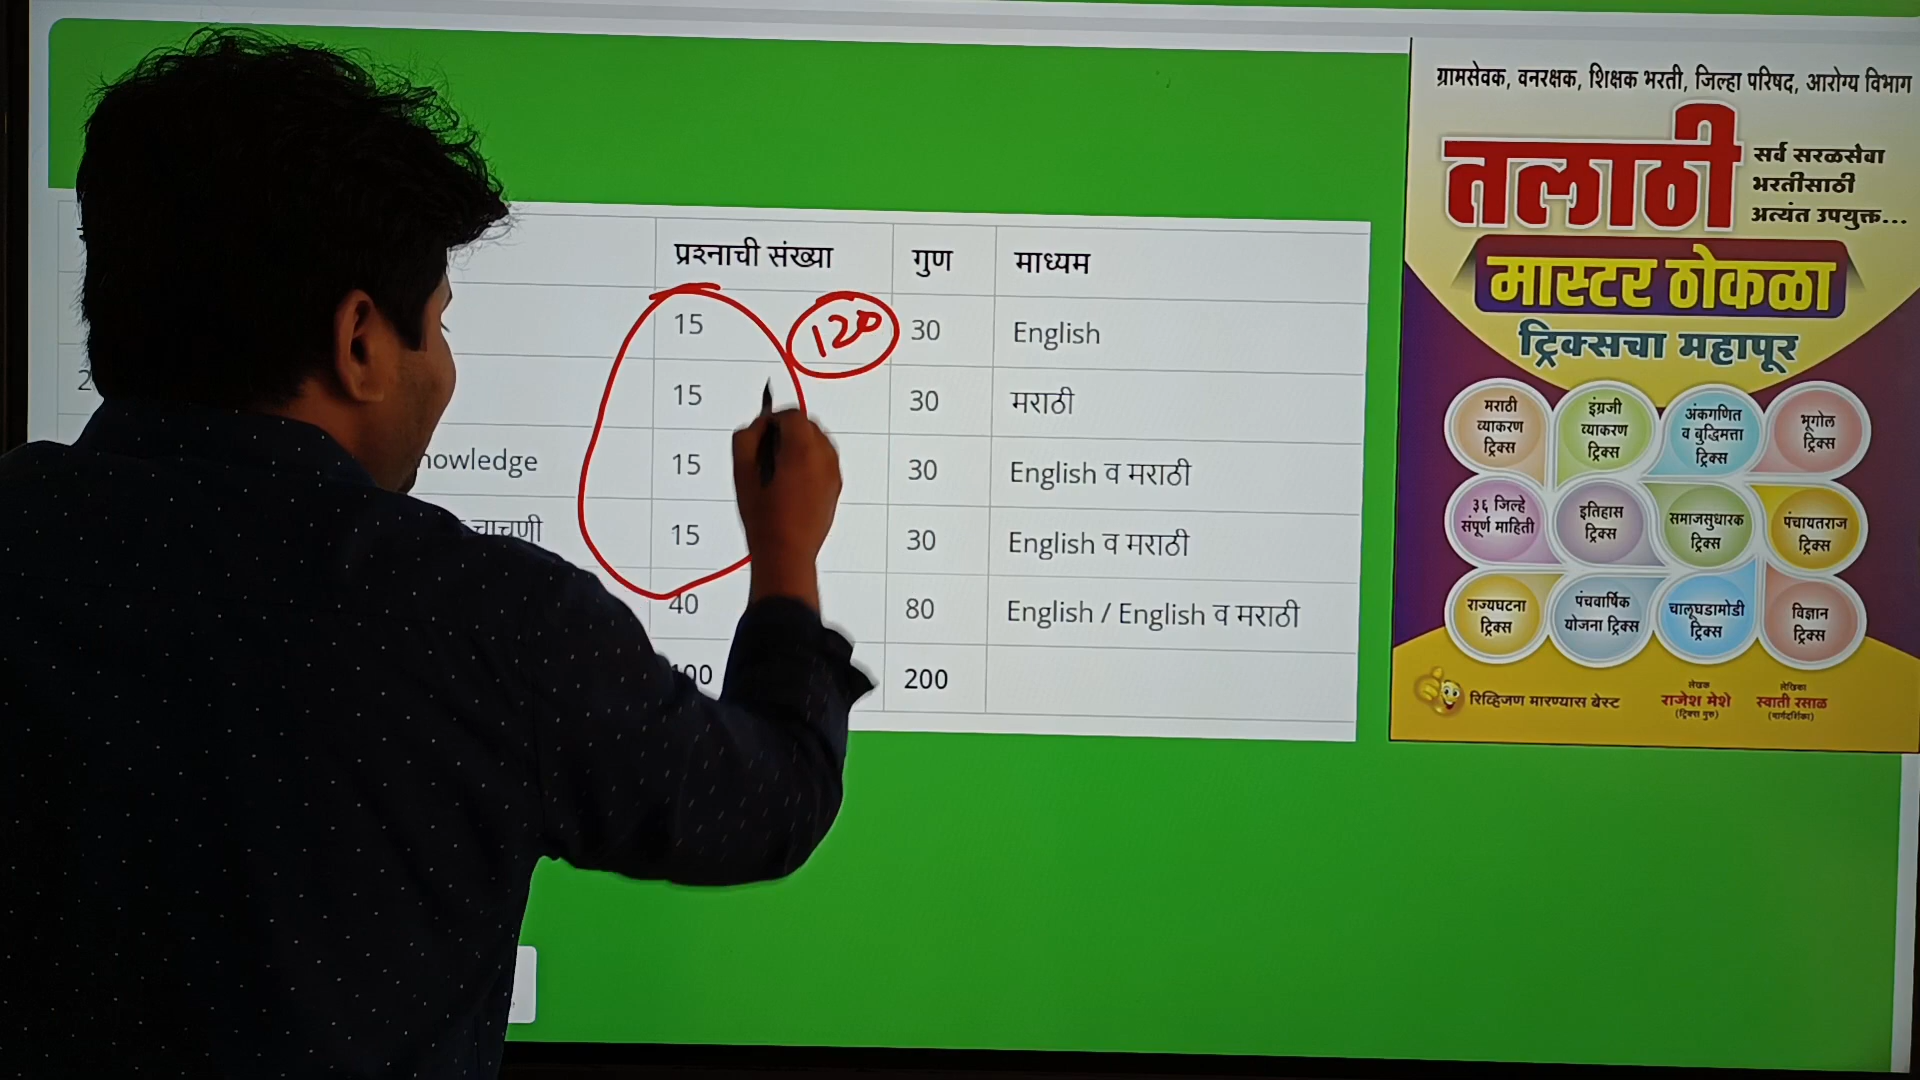 प्रश्नाची संख्या गुण माध्यम
15 30 English
120
15 30 मराठी
15 30 English व मराठी
चाचणी 15 30 English व मराठी
40 80 English / English व मराठी
200
ग्रामसेवक, वनरक्षक, शिक्षक भरती, जिल्हा परिषद, आरोग्य विभाग
तलाठी
सर्व सरळसेवा
भरतीसाठी
अत्यंत उपयुक्त...
मास्टर ठोकळा
ट्रिक्सचा महापूर
मराठी
व्याकरण
ट्रिक्स
इंग्रजी
व्याकरण
ट्रिक्स
अंकगणित
व बुद्धिमत्ता
ट्रिक्स
भूगोल
ट्रिक्स
३६ जिल्हे
संपूर्ण माहिती
इतिहास
ट्रिक्स
समाजसुधारक
ट्रिक्स
पंचायतराज
ट्रिक्स
राज्यघटना
ट्रिक्स
पंचवार्षिक
योजना ट्रिक्स
चालूघडामोडी
ट्रिक्स
विज्ञान
ट्रिक्स
रिव्हिजण मारण्यास बेस्ट
लेखक
राजेश मेशे
(ट्रिक्स गुरु)
लेखिका
स्वाती रसाळ
(मार्गदर्शिका)